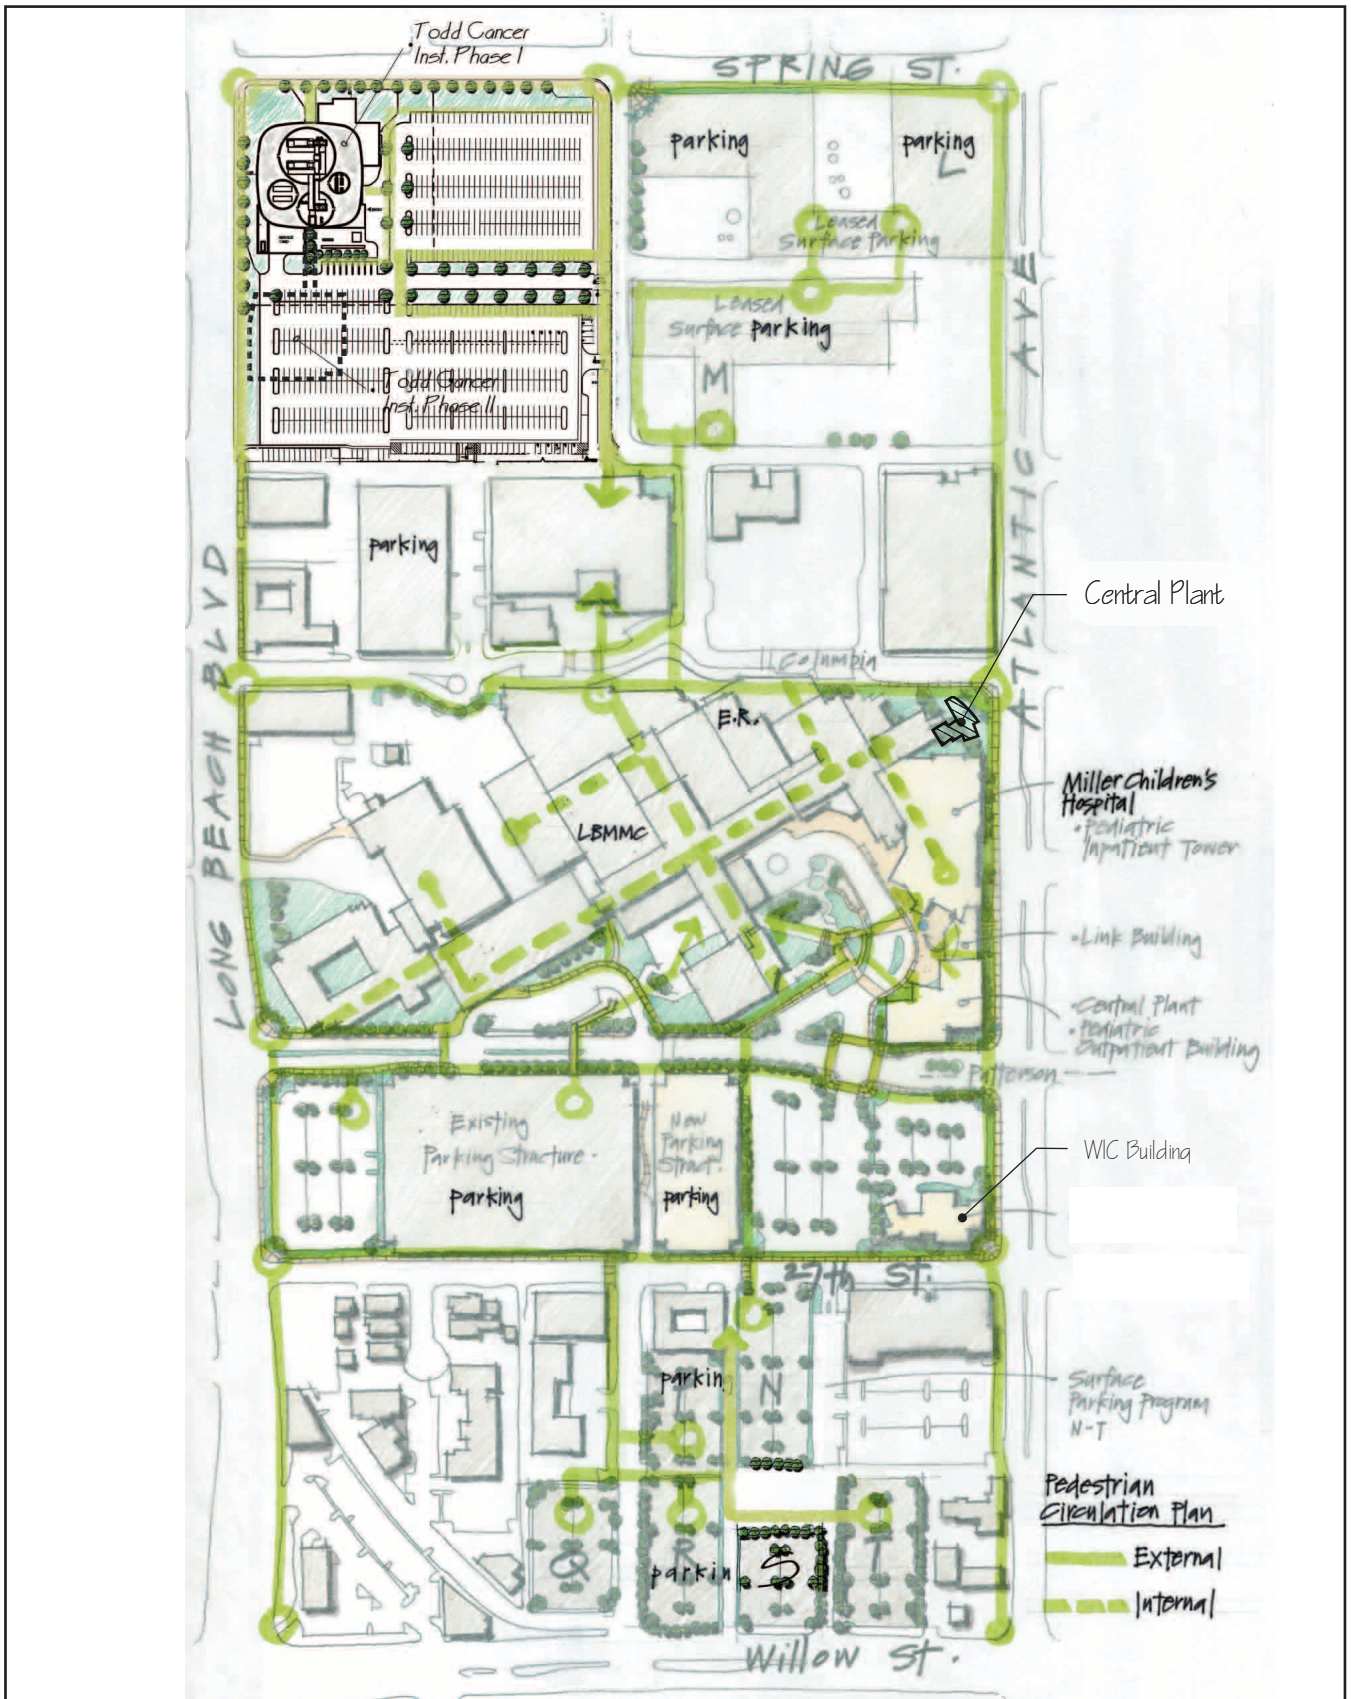 Todd Cancer
Inst. Phase I
SPRING ST.
parking
parking
L
Leased
Surface Parking
Leased
Surface parking
M
Todd Cancer
Inst. Phase II
ATLANTIC AVE
LONG BEACH BLVD
parking
Central Plant
Columbia
E.R.
LBMMC
Miller Children's
Hospital
• Pediatric
Inpatient Tower
• Link Building
• Central Plant
• Pediatric
Outpatient Building
Patterson
Existing
Parking Structure
parking
New
Parking
Struct.
parking
WIC Building
27th St.
parkin
N
Surface
Parking Program
N-T
Pedestrian
Circulation Plan
External
Internal
Q
R
parkin
S
T
Willow St.